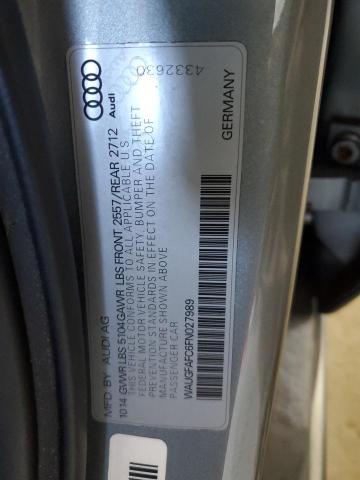 Audi
4332630
MFD BY AUDI AG GERMANY
1014 GVWR LBS 5104 GAWR LBS FRONT 2557/REAR 2712
THIS VEHICLE CONFORMS TO ALL APPLICABLE U.S.
FEDERAL MOTOR VEHICLE SAFETY, BUMPER AND THEFT
PREVENTION STANDARDS IN EFFECT ON THE DATE OF
MANUFACTURE SHOWN ABOVE
PASSENGER CAR
WAUGFAFC6FN027989